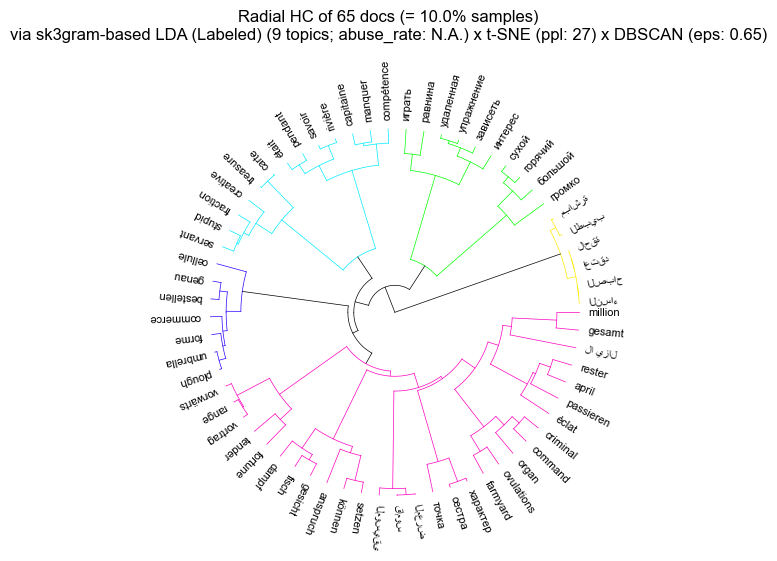 Radial HC of 65 docs (= 10.0% samples)
via sk3gram-based LDA (Labeled) (9 topics; abuse_rate: N.A.) x t-SNE (ppl: 27) x DBSCAN (eps: 0.65)
играть
равнина
удаленная
упражнение
зависеть
интерес
сухой
горячий
большой
громко
مباشرة
الطبيب
الصباح
النساء
million
gesamt
لا يزال
rester
april
passieren
éclat
criminal
command
organ
ovulations
farmyard
характер
сестра
точка
الموسيقى
setzen
können
anspruch
gesicht
fisch
dampf
fortune
tender
vortrag
range
vorwärts
plough
umbrella
forme
commerce
bestellen
genau
cellule
servant
stupid
fraction
creative
treasure
carte
était
pendant
savoir
rivière
capitaine
manquer
compétence